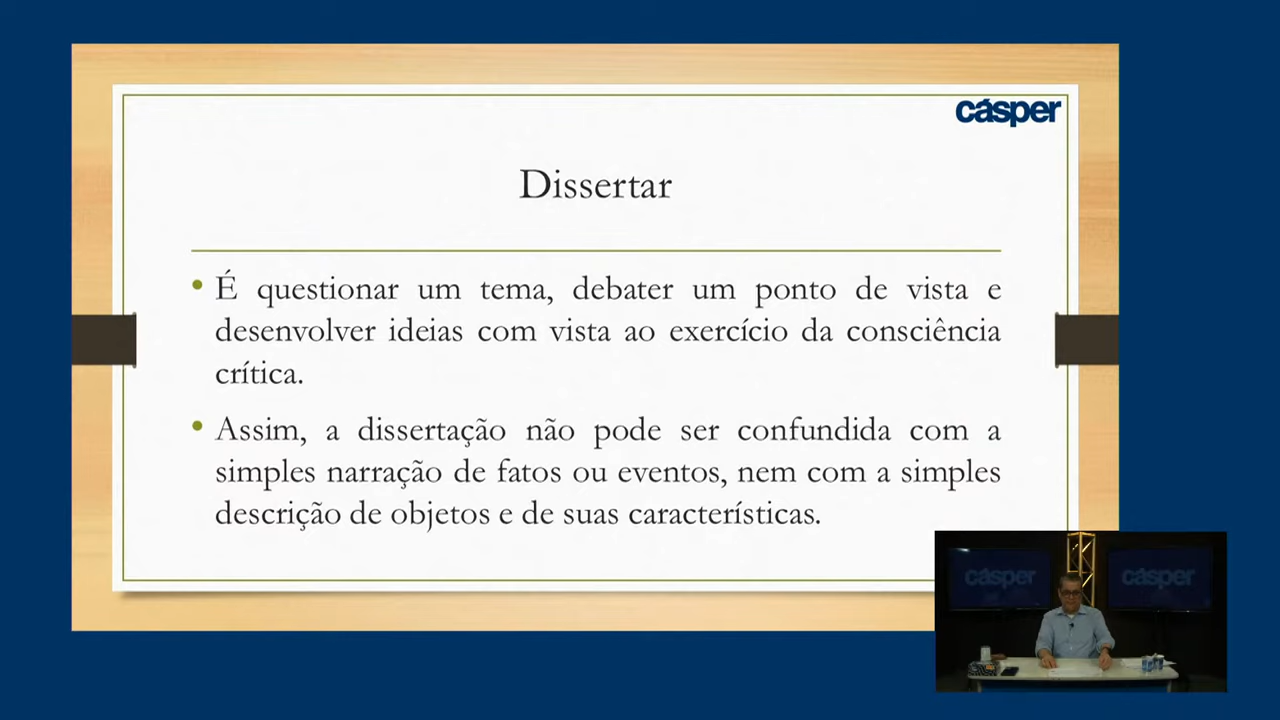 cásper
Dissertar
• É questionar um tema, debater um ponto de vista e
desenvolver ideias com vista ao exercício da consciência
crítica.
• Assim, a dissertação não pode ser confundida com a
simples narração de fatos ou eventos, nem com a simples
descrição de objetos e de suas características.
cásper
cásper